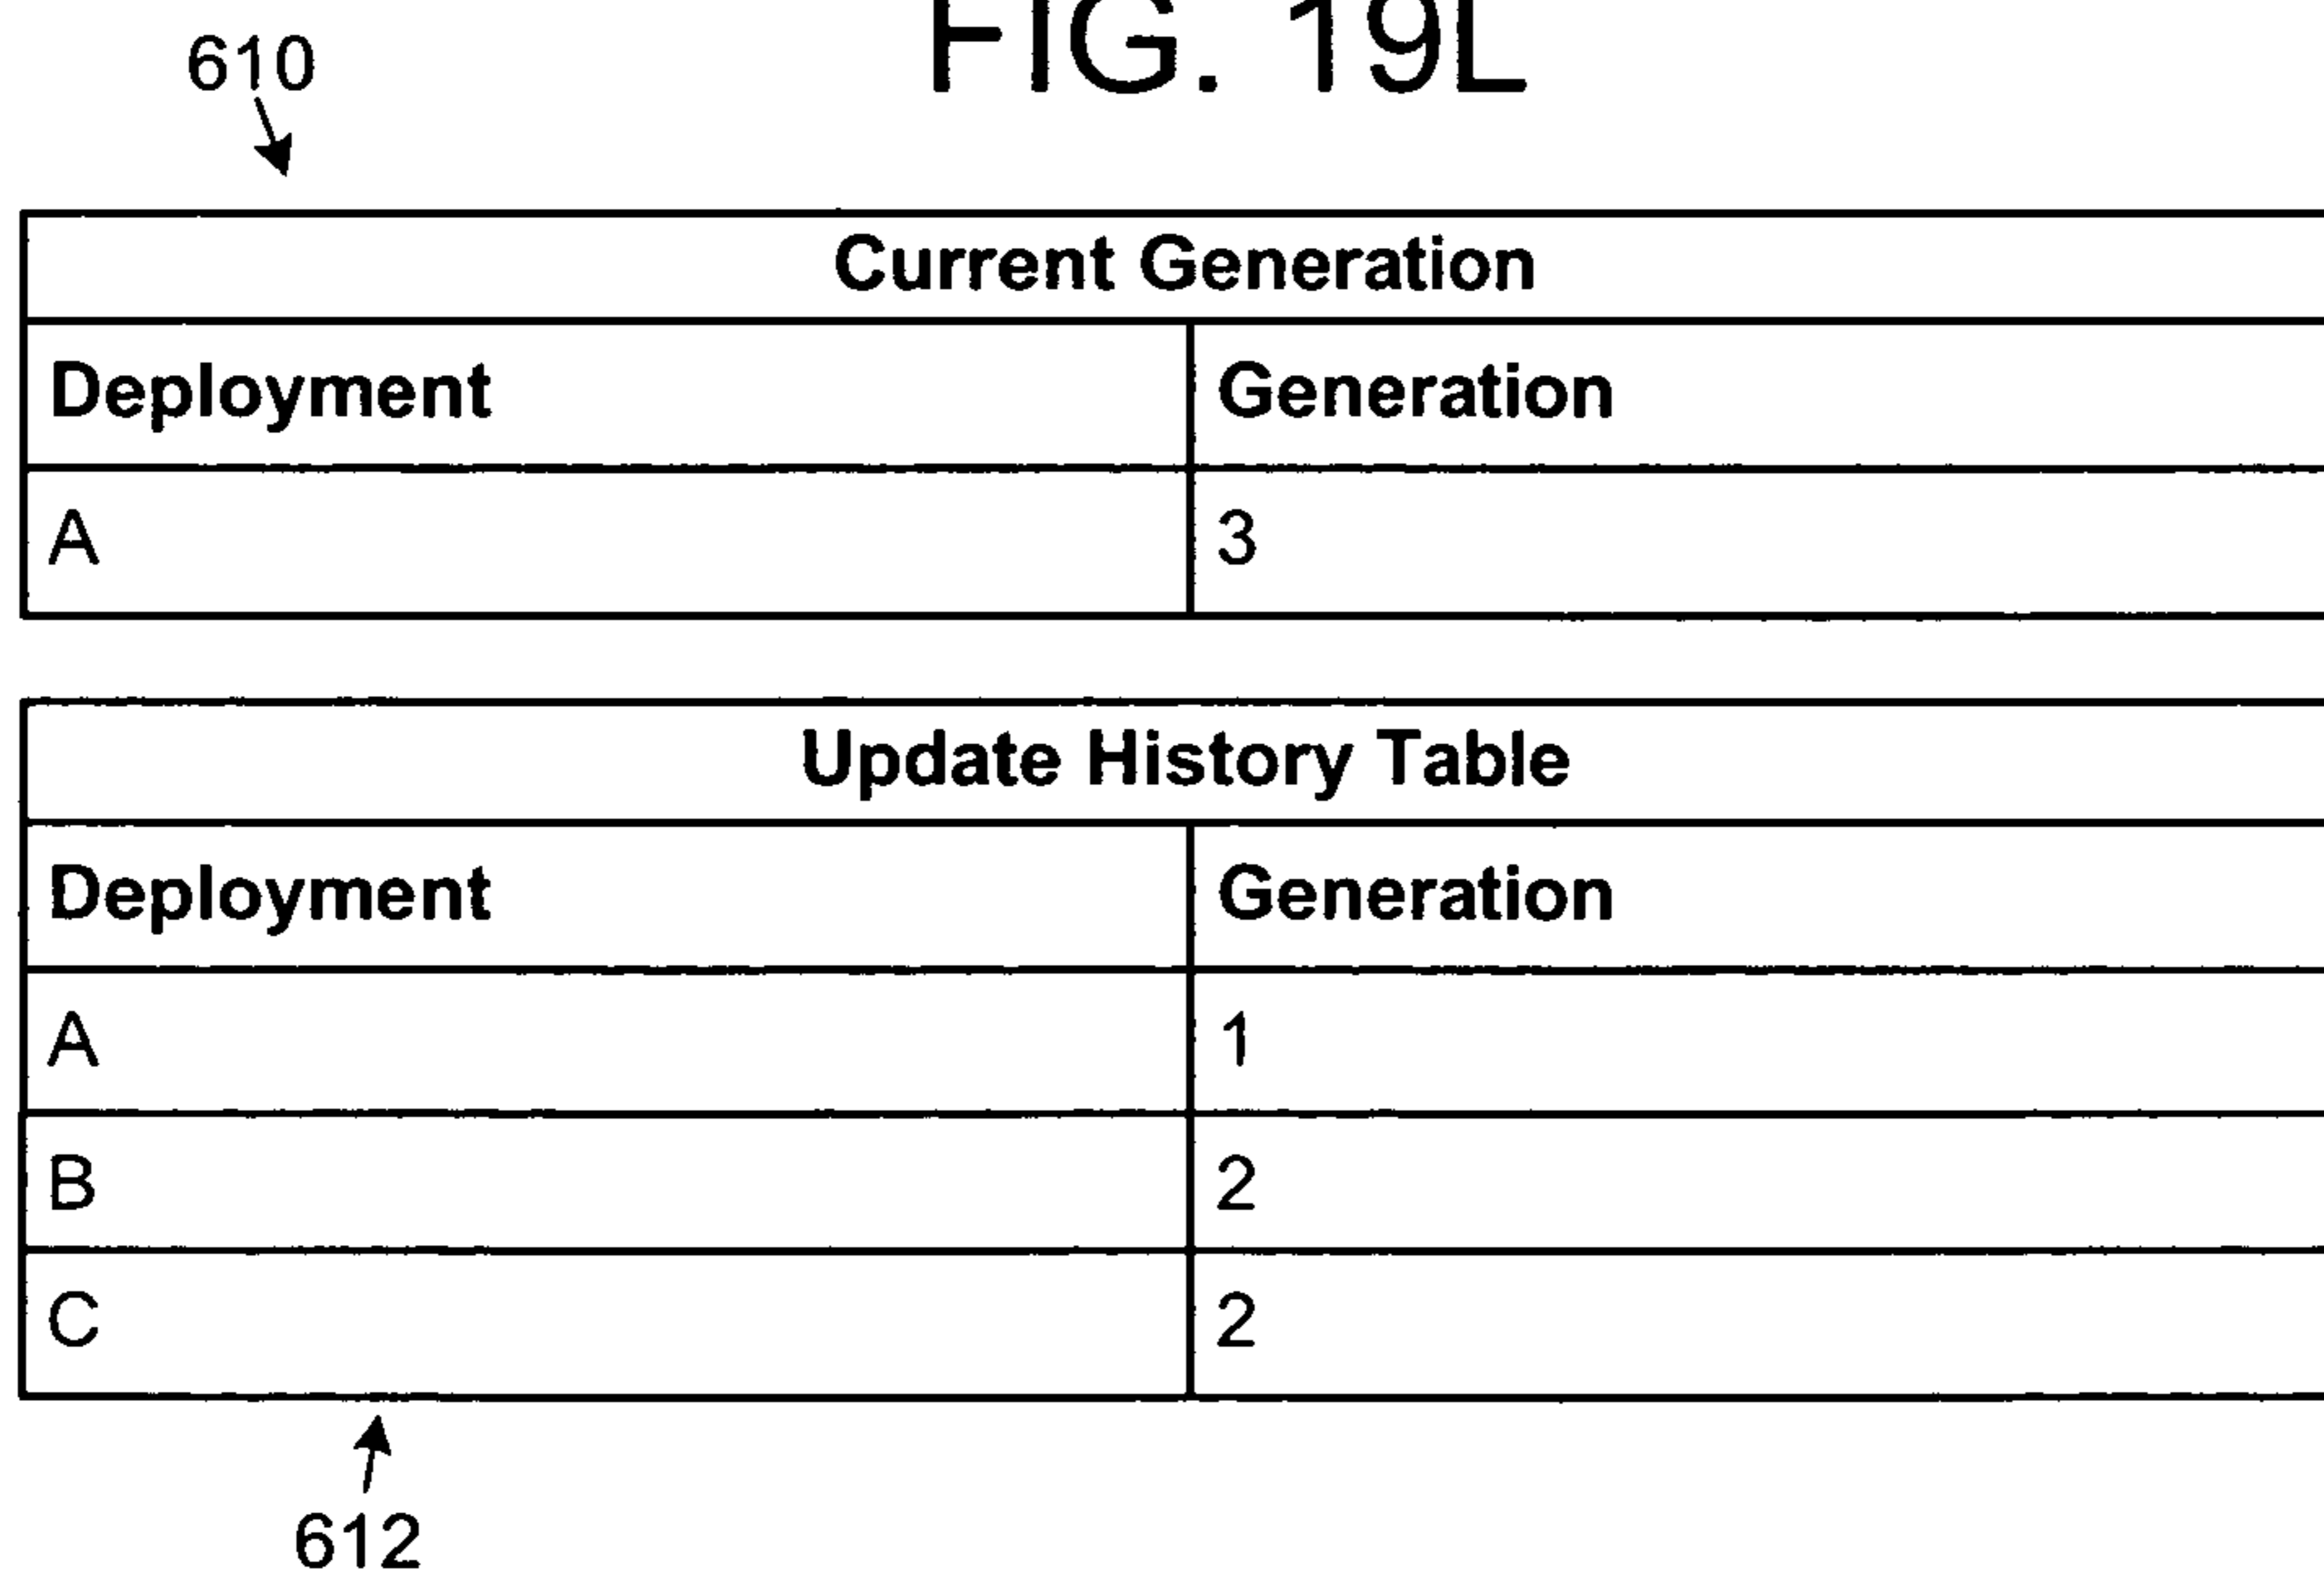 FIG. 19L
610
Current Generation
Deployment Generation
A 3
Update History Table
Deployment Generation
A 1
B 2
C 2
612